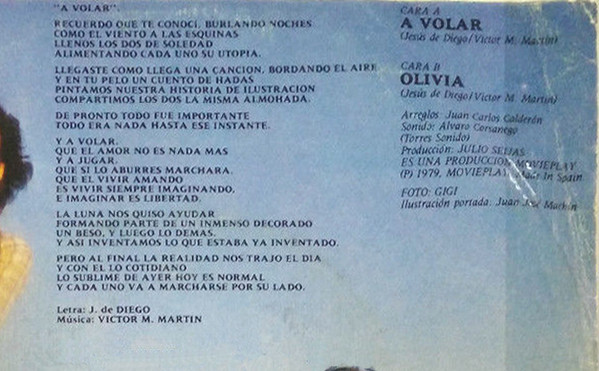 "A VOLAR".
RECUERDO QUE TE CONOCI, BURLANDO NOCHES
COMO EL VIENTO A LAS ESQUINAS
LLENOS LOS DOS DE SOLEDAD
ALIMENTANDO CADA UNO SU UTOPIA.
LLEGASTE COMO LLEGA UNA CANCION, BORDANDO EL AIRE
Y EN TU PELO UN CUENTO DE HADAS
PINTAMOS NUESTRA HISTORIA DE ILUSTRACION
COMPARTIMOS LOS DOS LA MISMA ALMOHADA.
DE PRONTO TODO FUE IMPORTANTE
TODO ERA NADA HASTA ESE INSTANTE.
Y A VOLAR.
QUE EL AMOR NO ES NADA MAS
Y A JUGAR.
QUE SI LO ABURRES MARCHARA.
QUE EL VIVIR AMANDO
ES VIVIR SIEMPRE IMAGINANDO,
E IMAGINAR ES LIBERTAD.
LA LUNA NOS QUISO AYUDAR
FORMANDO PARTE DE UN INMENSO DECORADO
UN BESO, Y LUEGO LO DEMAS.
Y ASI INVENTAMOS LO QUE ESTABA YA INVENTADO.
PERO AL FINAL LA REALIDAD NOS TRAJO EL DIA
Y CON EL LO COTIDIANO
LO SUBLIME DE AYER HOY ES NORMAL
Y CADA UNO VA A MARCHARSE POR SU LADO.
Letra: J. de DIEGO
Música: VICTOR M. MARTIN
CARA A
A VOLAR
(Jesús de Diego/Víctor M. Martín)
CARA B
OLIVIA
(Jesús de Diego/Víctor M. Martín)
Arreglos: Juan Carlos Calderón
Sonido: Alvaro Corsanego
(Torres Sonido)
Producción: JULIO SEIJAS
ES UNA PRODUCCION MOVIEPLAY
(P) 1979, MOVIEPLAY. Made In Spain
FOTO: GIGI
Ilustración portada: Juan José Machín